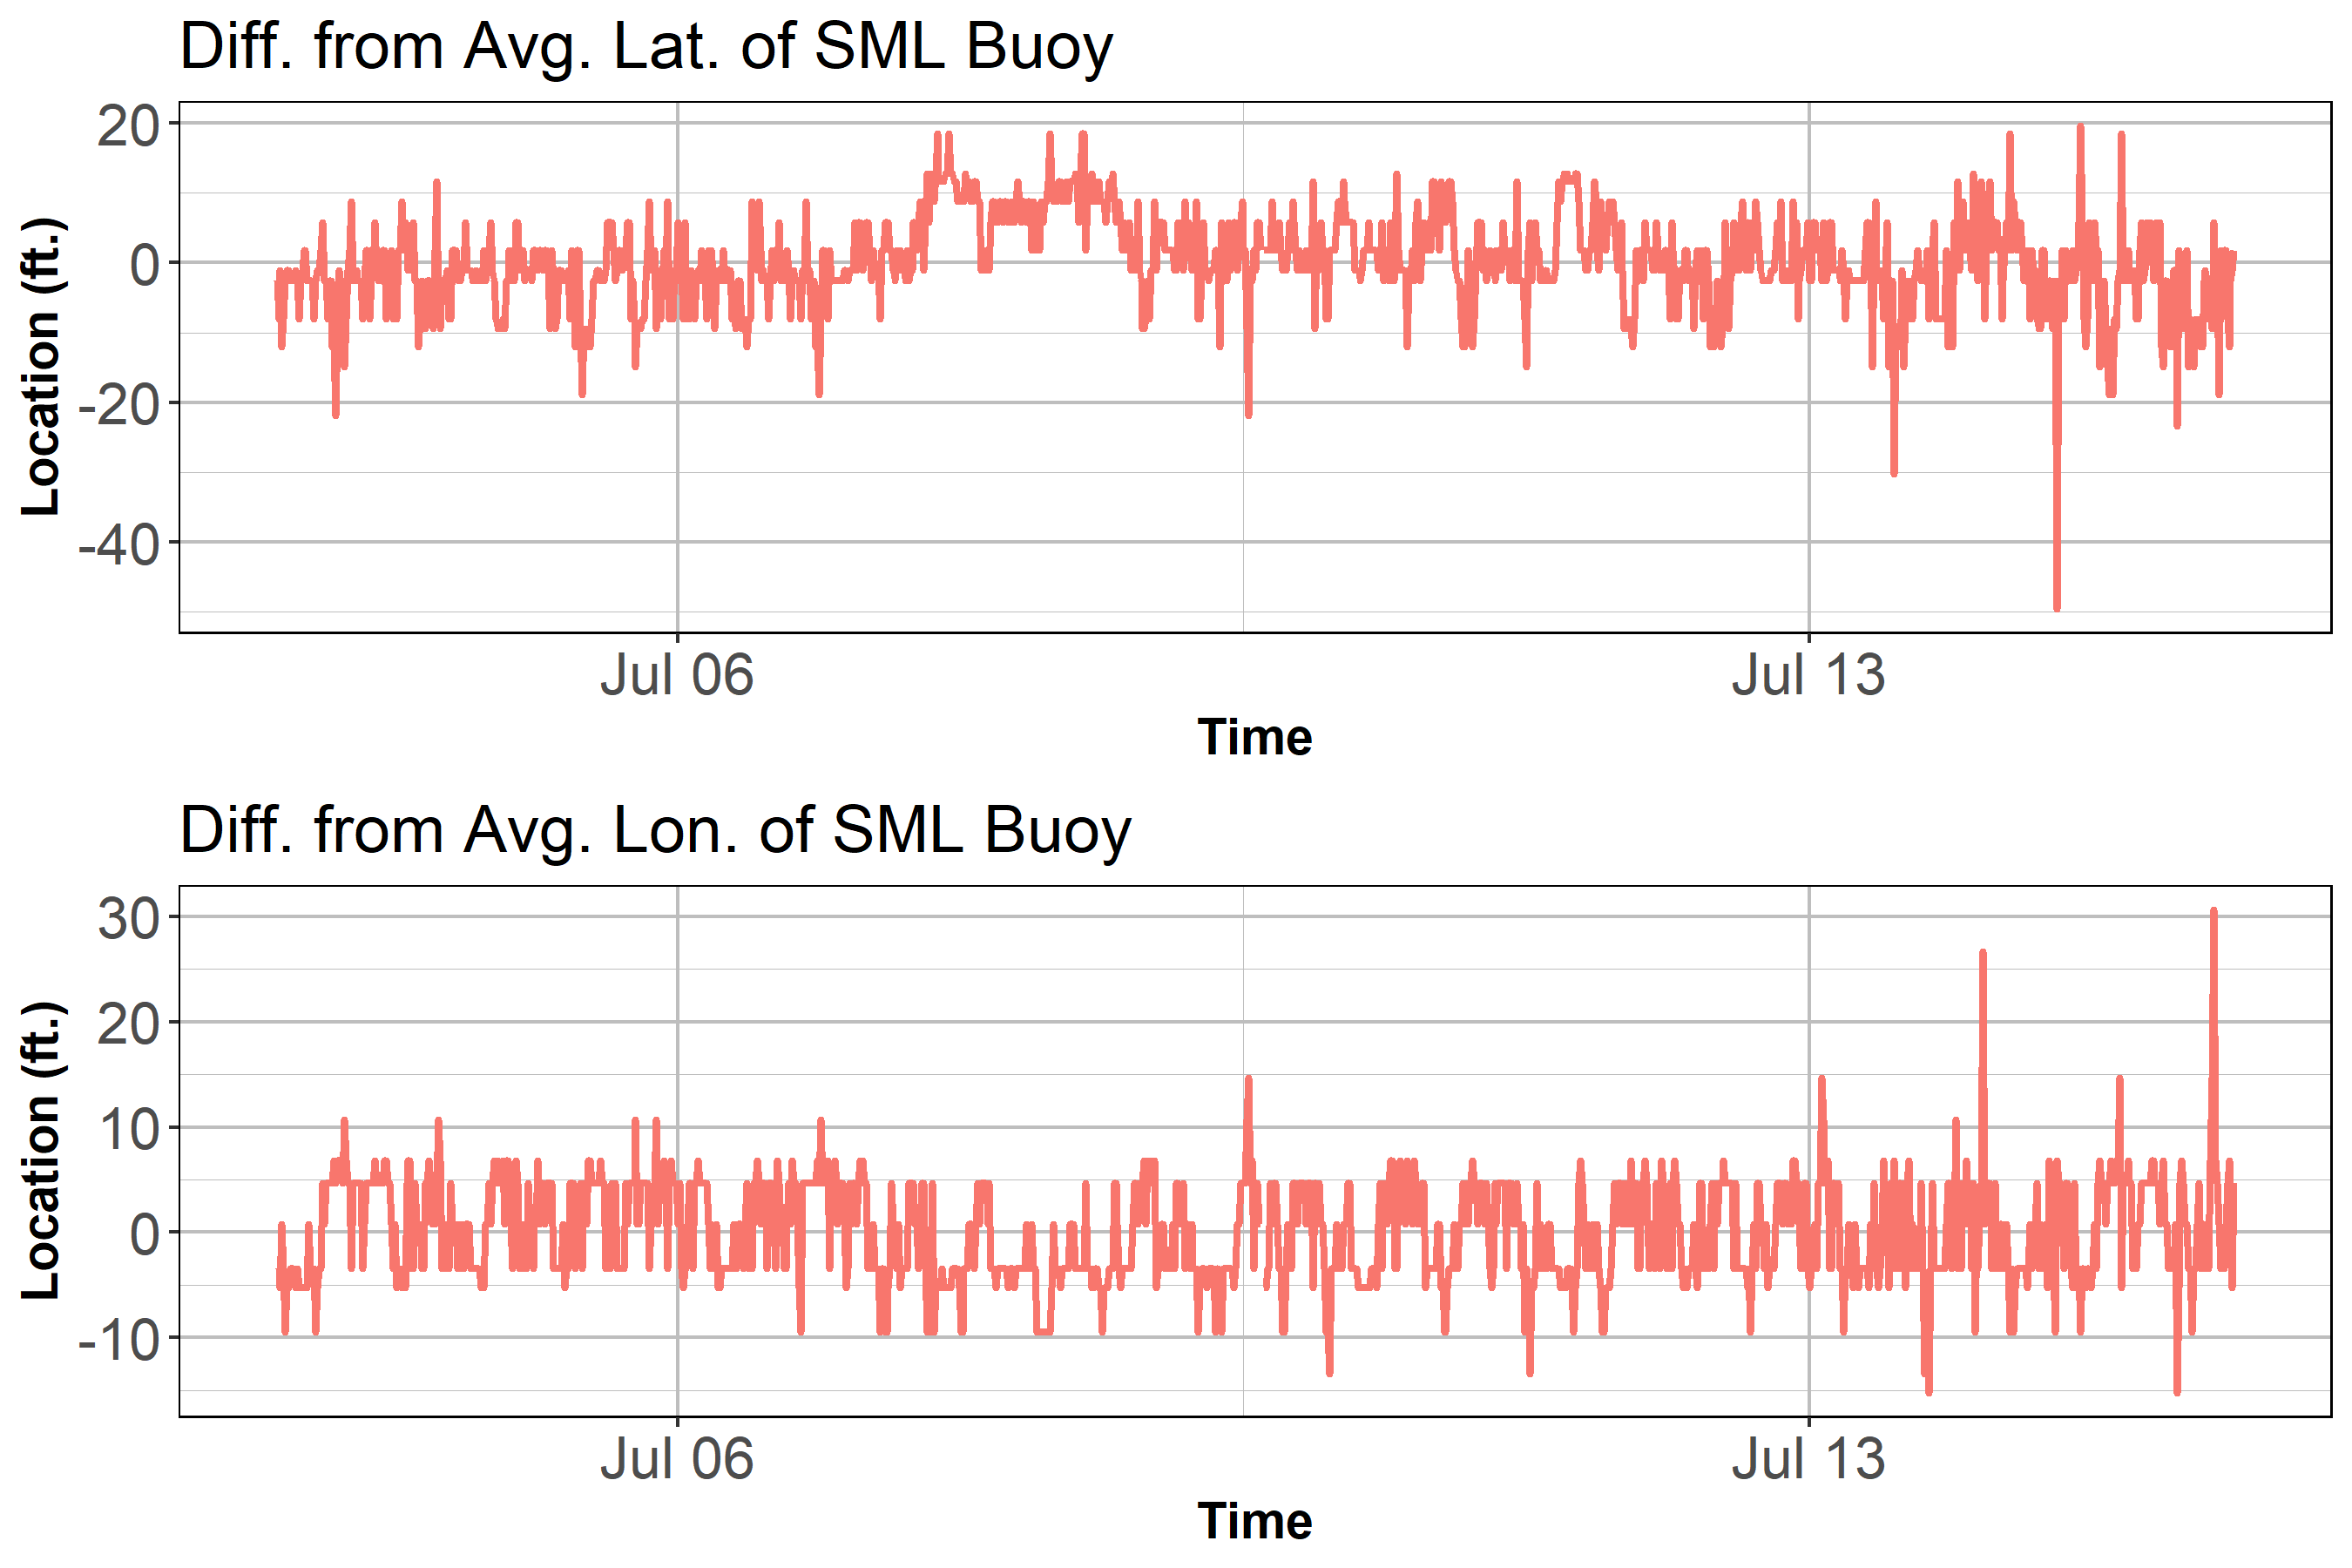 Diff. from Avg. Lat. of SML Buoy
Location (ft.)
20
0
-20
-40
Jul 06 Jul 13
Time
Diff. from Avg. Lon. of SML Buoy
Location (ft.)
30
20
10
0
-10
Jul 06 Jul 13
Time